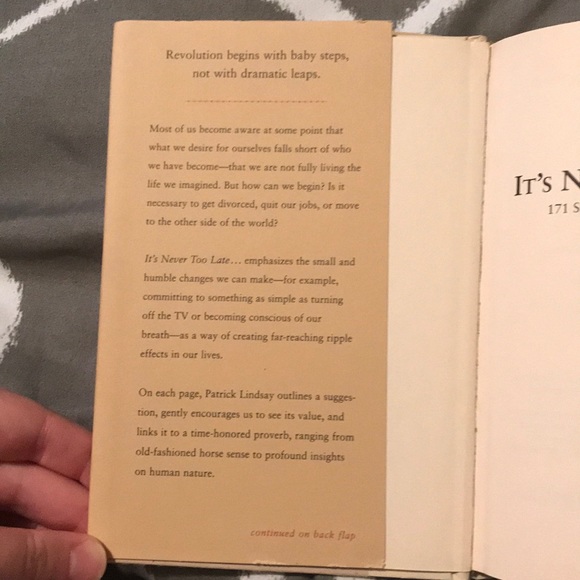 Revolution begins with baby steps,
not with dramatic leaps.
Most of us become aware at some point that
what we desire for ourselves falls short of who
we have become—that we are not fully living the
life we imagined. But how can we begin? Is it
necessary to get divorced, quit our jobs, or move
to the other side of the world?
It's Never Too Late... emphasizes the small and
humble changes we can make—for example,
committing to something as simple as turning
off the TV or becoming conscious of our
breath—as a way of creating far-reaching ripple
effects in our lives.
On each page, Patrick Lindsay outlines a sugges-
tion, gently encourages us to see its value, and
links it to a time-honored proverb, ranging from
old-fashioned horse sense to profound insights
on human nature.
continued on back flap
IT'S N
171 S